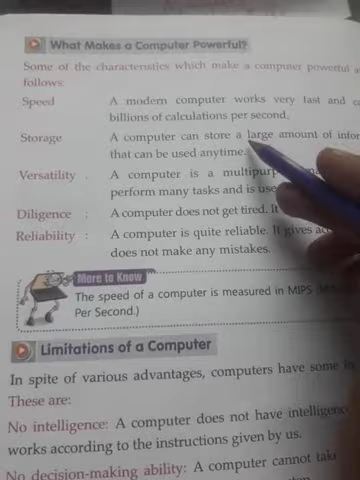 What Makes a Computer Powerful?
Some of the characteristics which make a computer powerful
follows:
Speed A modern computer works very fast and
billions of calculations per second.
Storage A computer can store a large amount of
that can be used anytime.
Versatility : A computer is a
perform many tasks and is
Diligence : A computer does not get tired. It
Reliability : A computer is quite reliable. It gives
does not make any mistakes.
More to Know
The speed of a computer is measured in MIPS
Per Second.)
Limitations of a Computer
In spite of various advantages, computers have some
These are:
No intelligence: A computer does not have
works according to the instructions given by us.
No decision-making ability: A computer cannot take